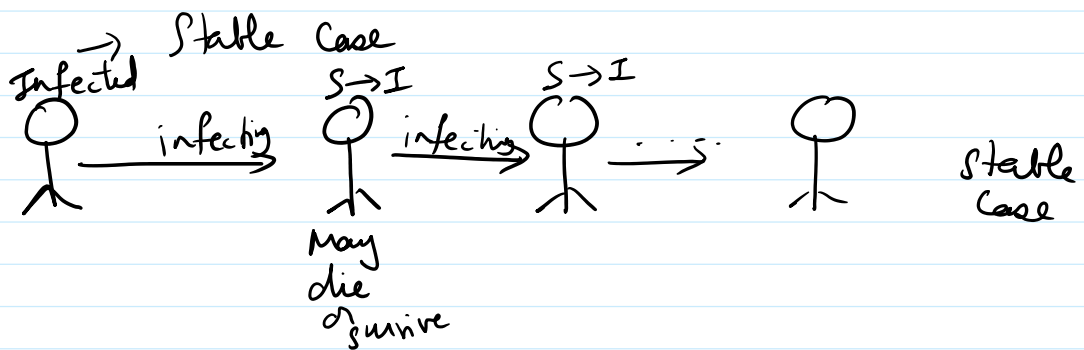 → Stable Case
Infected
S→I
S→I
infecting
infecting
.....
Stable
Case
May
die
or
survive